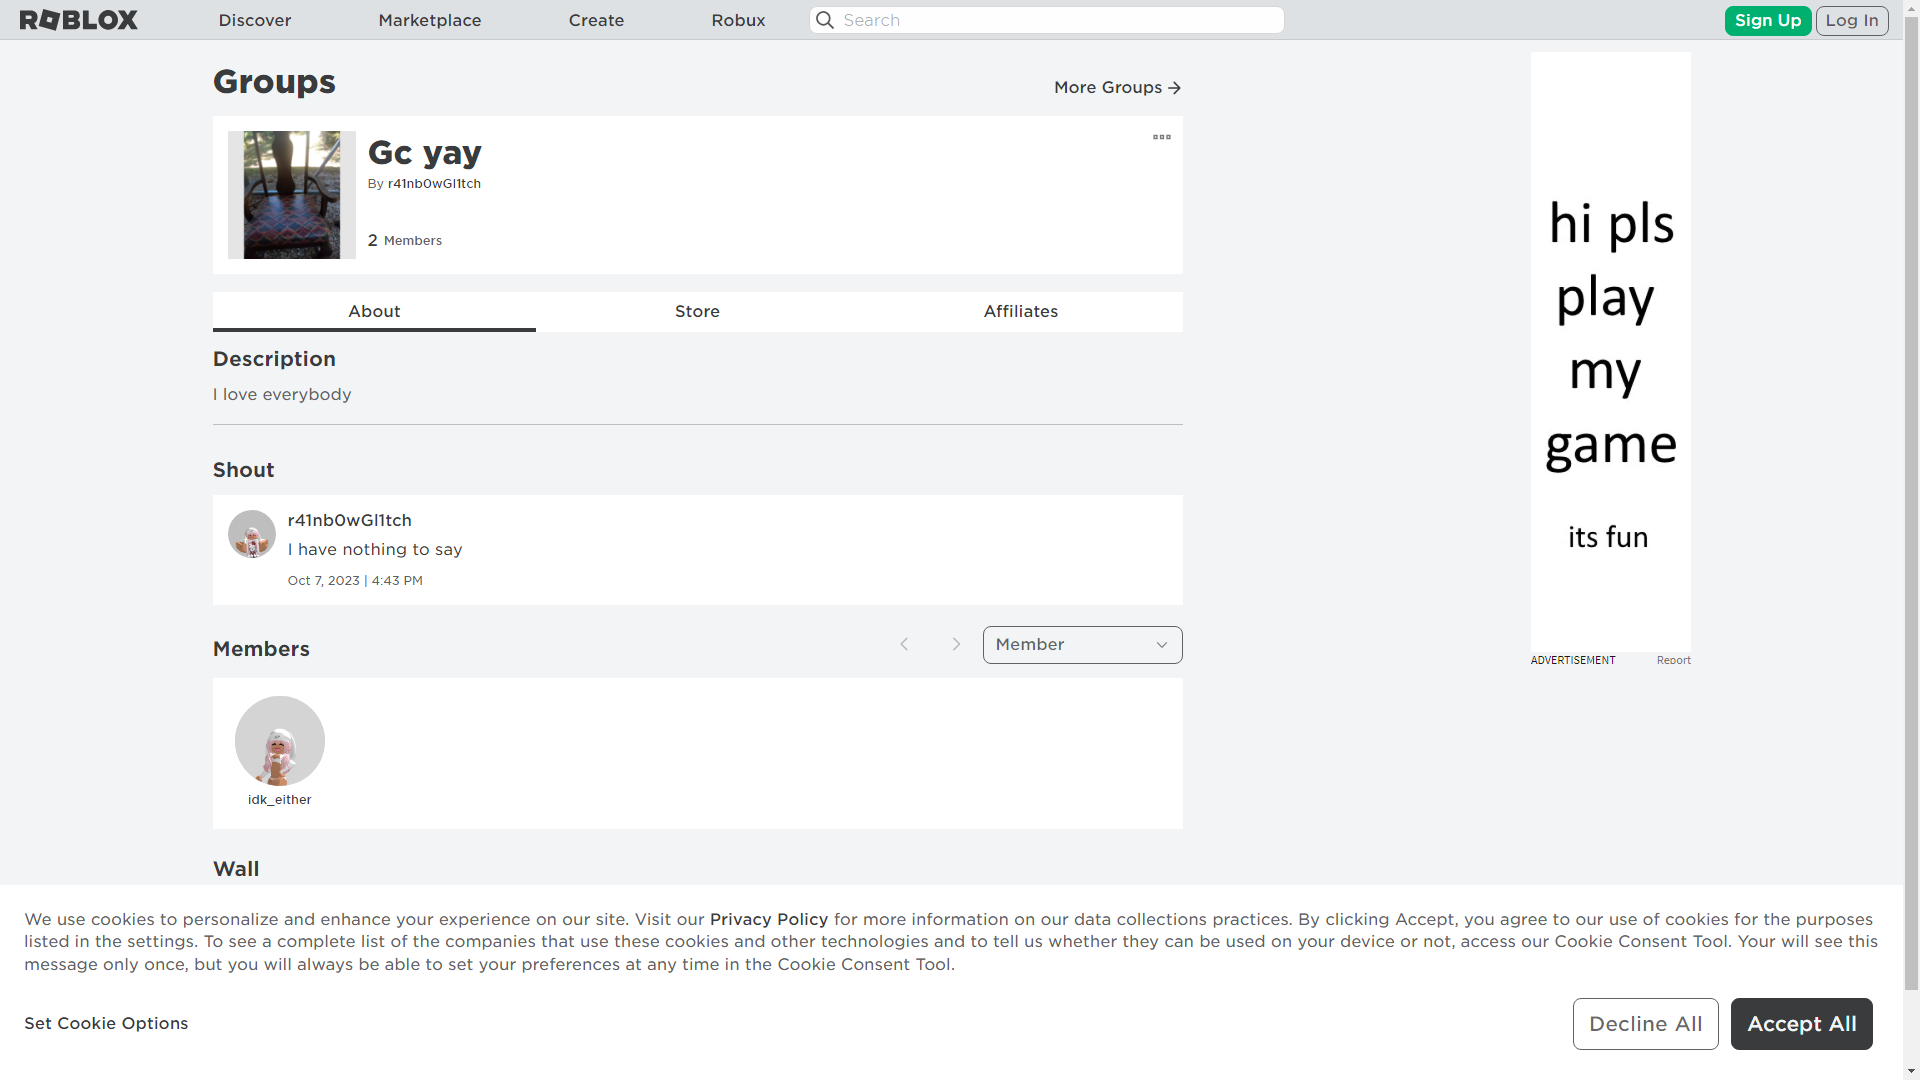 ROBLOX
Discover
Marketplace
Create
Robux
Search
Sign Up
Log In
Groups
More Groups
Gc yay
By r41nb0wGl1tch
2 Members
About
Store
Affiliates
Description
I love everybody
Shout
r41nb0wGl1tch
I have nothing to say
Oct 7, 2023 | 4:43 PM
Members
Member
idk_either
Wall
hi pls
play
my
game
its fun
ADVERTISEMENT
Report
We use cookies to personalize and enhance your experience on our site. Visit our Privacy Policy for more information on our data collections practices. By clicking Accept, you agree to our use of cookies for the purposes
listed in the settings. To see a complete list of the companies that use these cookies and other technologies and to tell us whether they can be used on your device or not, access our Cookie Consent Tool. Your will see this
message only once, but you will always be able to set your preferences at any time in the Cookie Consent Tool.
Set Cookie Options
Decline All
Accept All